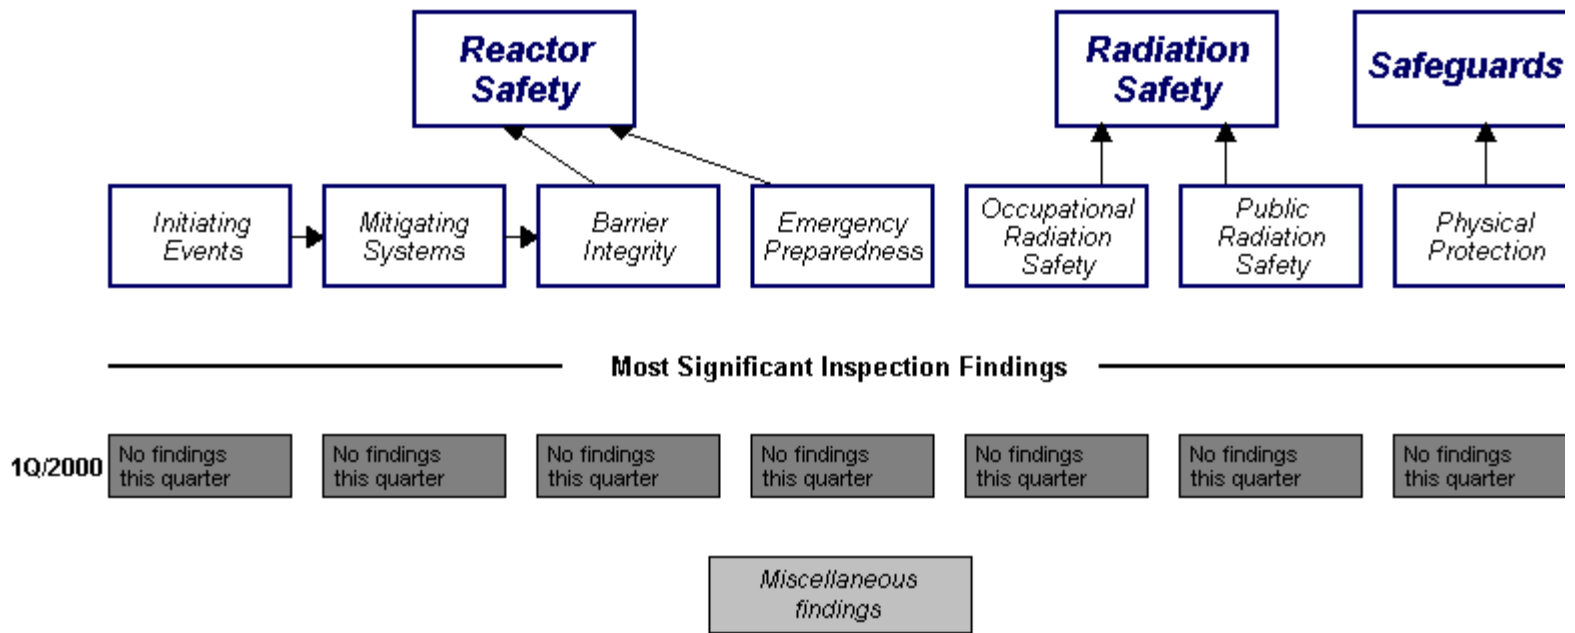 Reactor
Safety
Radiation
Safety
Safeguards
Initiating
Events
Mitigating
Systems
Barrier
Integrity
Emergency
Preparedness
Occupational
Radiation
Safety
Public
Radiation
Safety
Physical
Protection
Most Significant Inspection Findings
1Q/2000
No findings
this quarter
No findings
this quarter
No findings
this quarter
No findings
this quarter
No findings
this quarter
No findings
this quarter
No findings
this quarter
Miscellaneous
findings